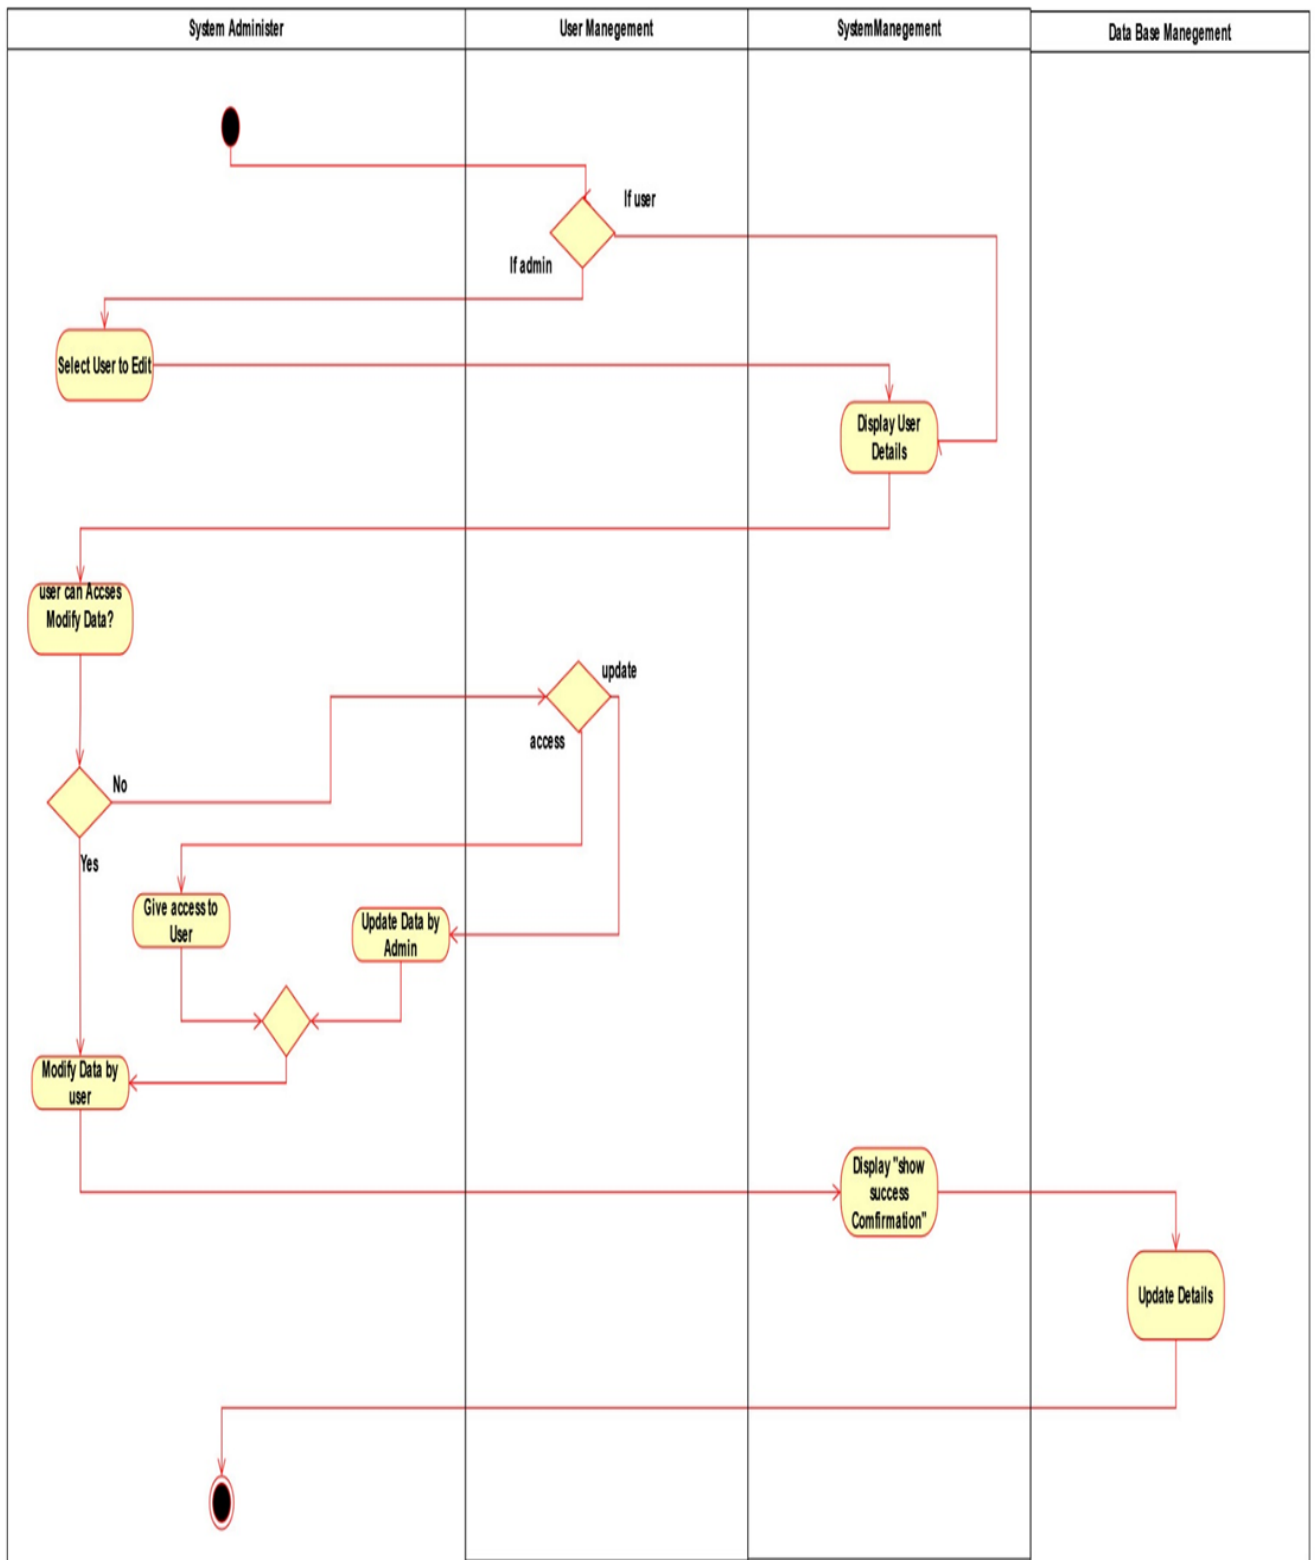 System Administer
User Manegement
SystemManegement
Data Base Manegement
If user
If admin
Select User to Edit
Display User
Details
user can Accses
Modify Data?
update
access
No
Yes
Give access to
User
Update Data by
Admin
Modify Data by
user
Display "show
success
Comfirmation"
Update Details